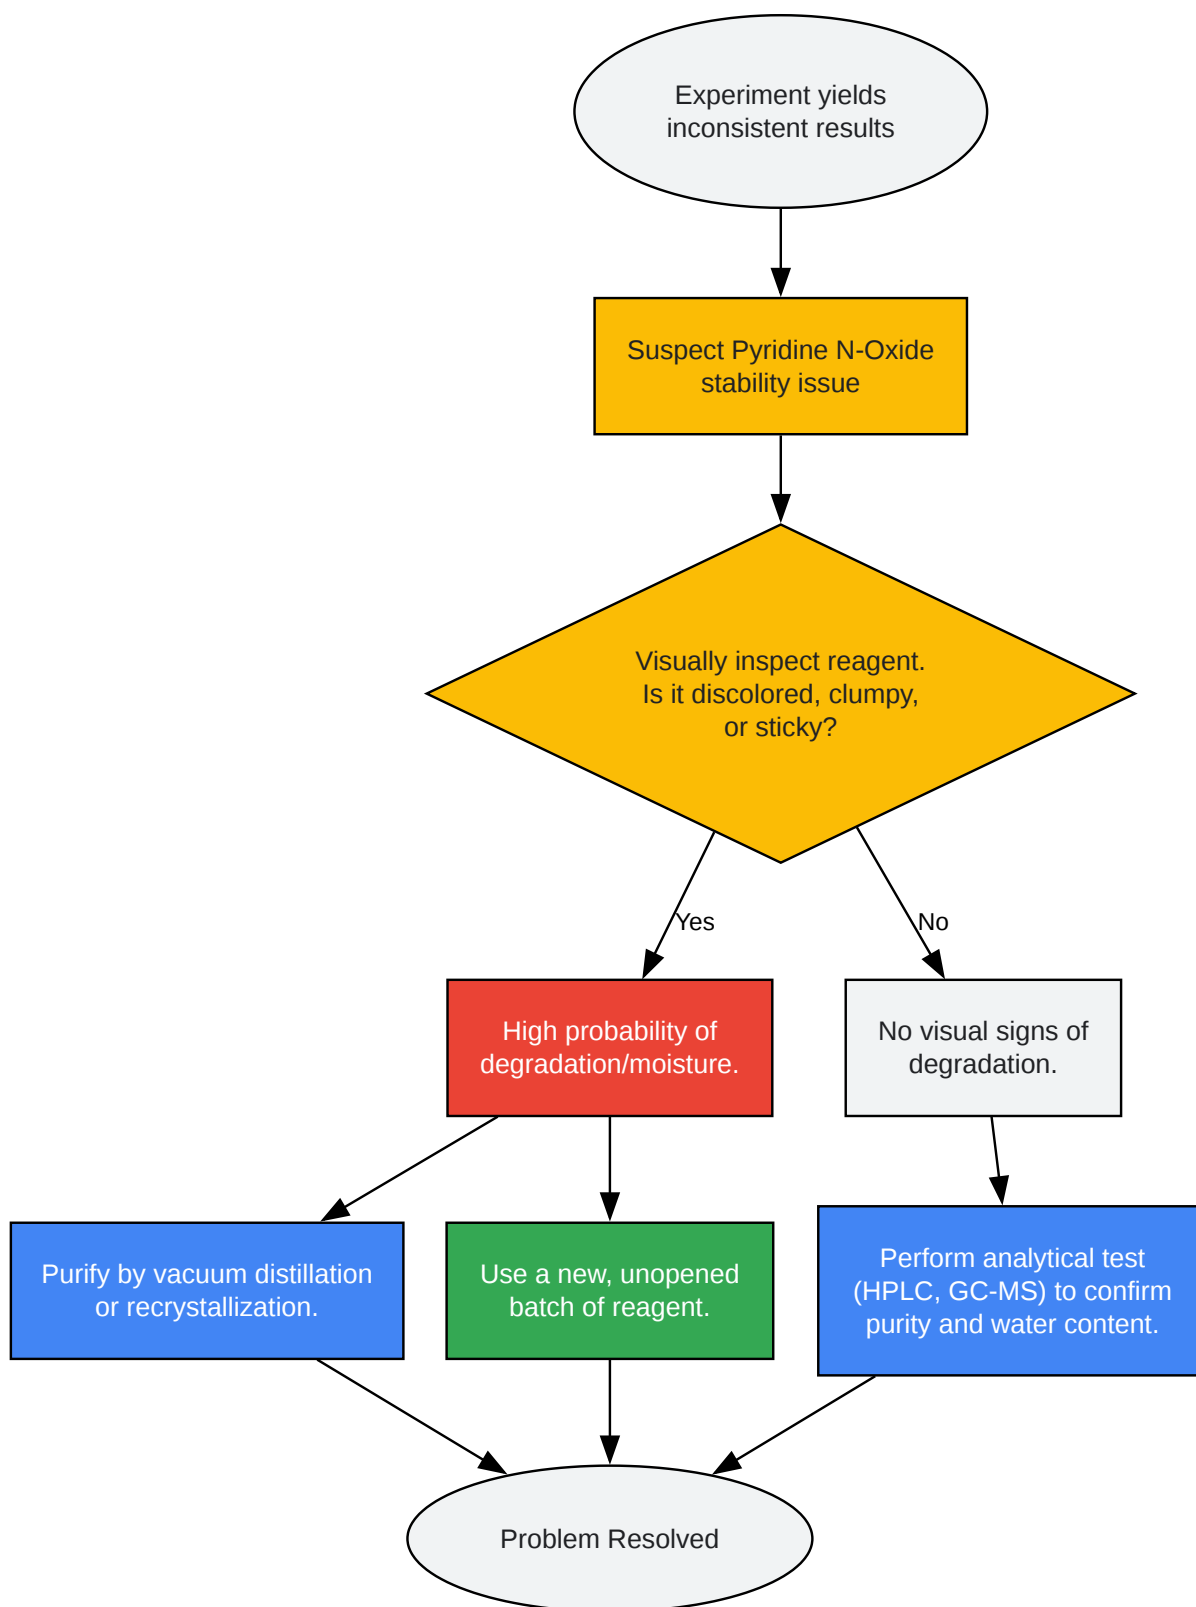 Experiment yields
inconsistent results
Suspect Pyridine N-Oxide
stability issue
Visually inspect reagent.
Is it discolored, clumpy,
or sticky?
Yes
No
High probability of
degradation/moisture.
No visual signs of
degradation.
Purify by vacuum distillation
or recrystallization.
Use a new, unopened
batch of reagent.
Perform analytical test
(HPLC, GC-MS) to confirm
purity and water content.
Problem Resolved